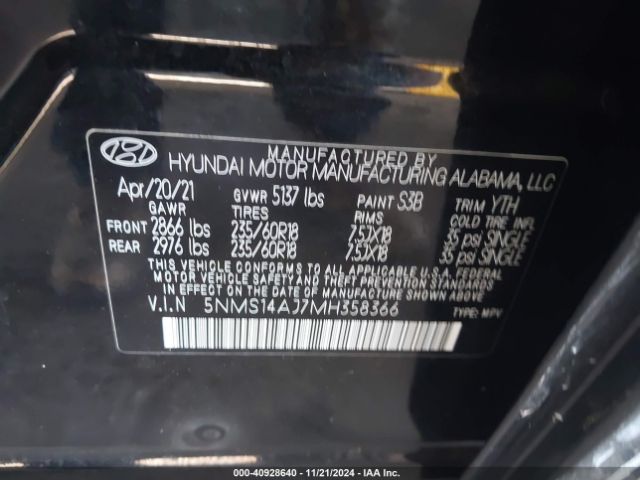 MANUFACTURED BY
HYUNDAI MOTOR MANUFACTURING ALABAMA, LLC
Apr/20/21 GVWR 5137 lbs PAINT S3B TRIM YTH
GAWR TIRES RIMS COLD TIRE INFL.
FRONT 2866 lbs 235/60R18 7.5JX18 35 psi SINGLE
REAR 2976 lbs 235/60R18 7.5JX18 35 psi SINGLE
THIS VEHICLE CONFORMS TO ALL APPLICABLE U.S.A. FEDERAL
MOTOR VEHICLE SAFETY, BUMPER, AND THEFT PREVENTION STANDARDS
IN EFFECT ON THE DATE OF MANUFACTURE SHOWN ABOVE.
V.I.N 5NMS14AJ7MH358366 TYPE: MPV
000-40928640 - 11/21/2024 - IAA Inc.